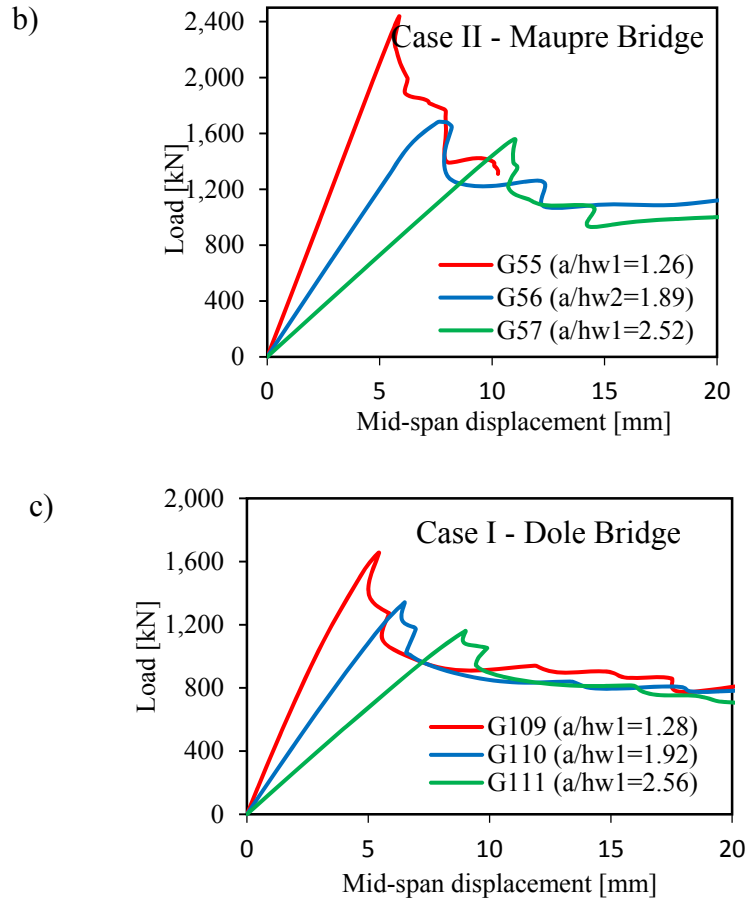 b)
Case II - Maupre Bridge
2,400
2,000
1,600
1,200
800
400
0
Load [kN]
G55 (a/hw1=1.26)
G56 (a/hw2=1.89)
G57 (a/hw1=2.52)
0 5 10 15 20
Mid-span displacement [mm]
c)
Case I - Dole Bridge
2,000
1,600
1,200
800
400
0
Load [kN]
G109 (a/hw1=1.28)
G110 (a/hw1=1.92)
G111 (a/hw1=2.56)
0 5 10 15 20
Mid-span displacement [mm]